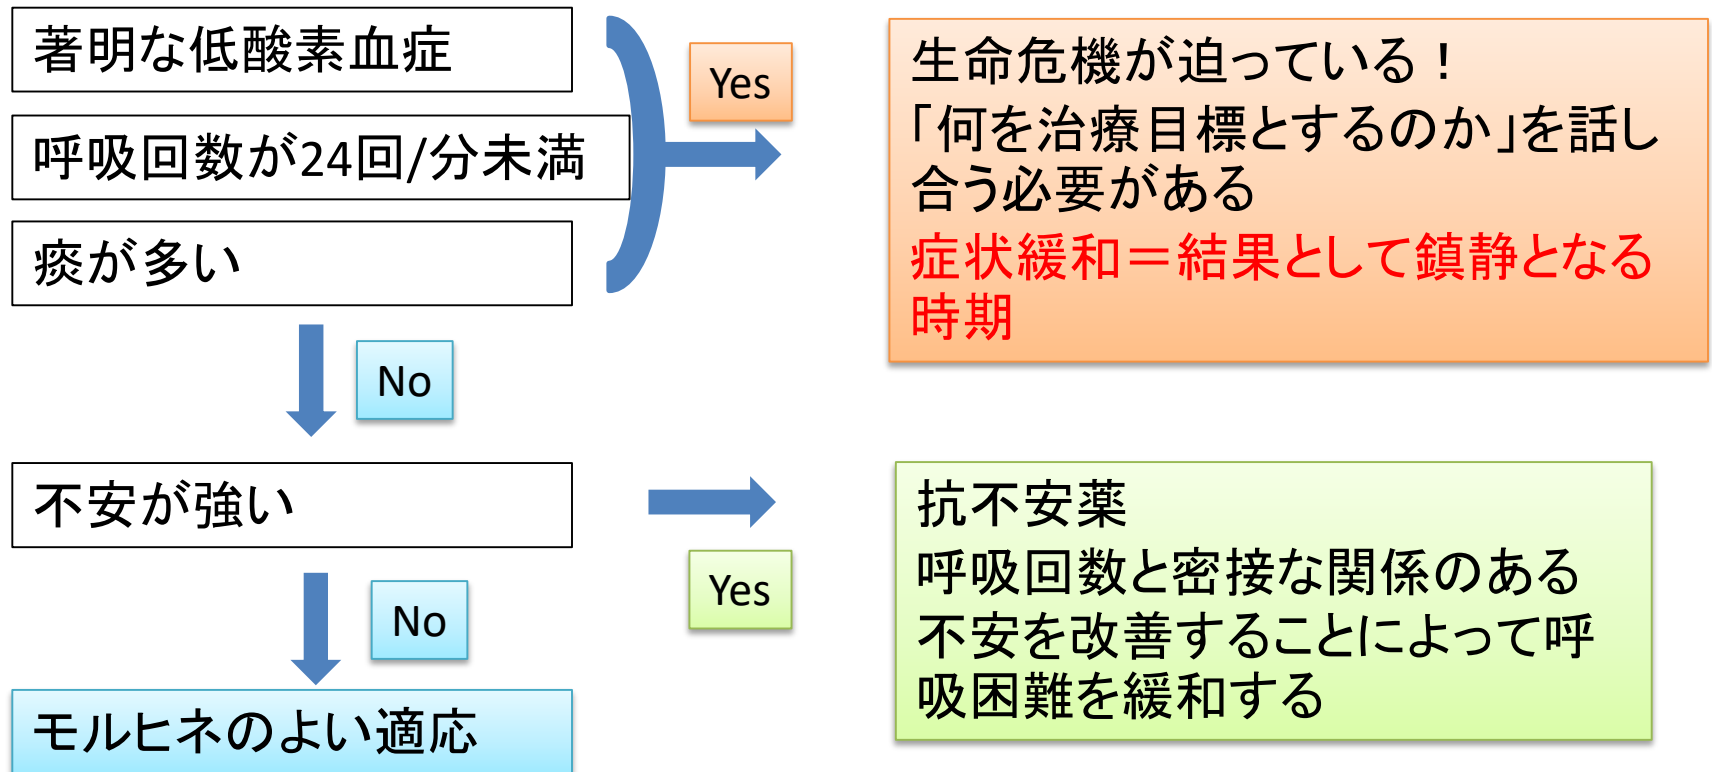 著明な低酸素血症
呼吸回数が24回/分未満
痰が多い
Yes
生命危機が迫っている！
「何を治療目標とするのか」を話し
合う必要がある
症状緩和＝結果として鎮静となる
時期
No
不安が強い
Yes
抗不安薬
呼吸回数と密接な関係のある
不安を改善することによって呼
吸困難を緩和する
No
モルヒネのよい適応